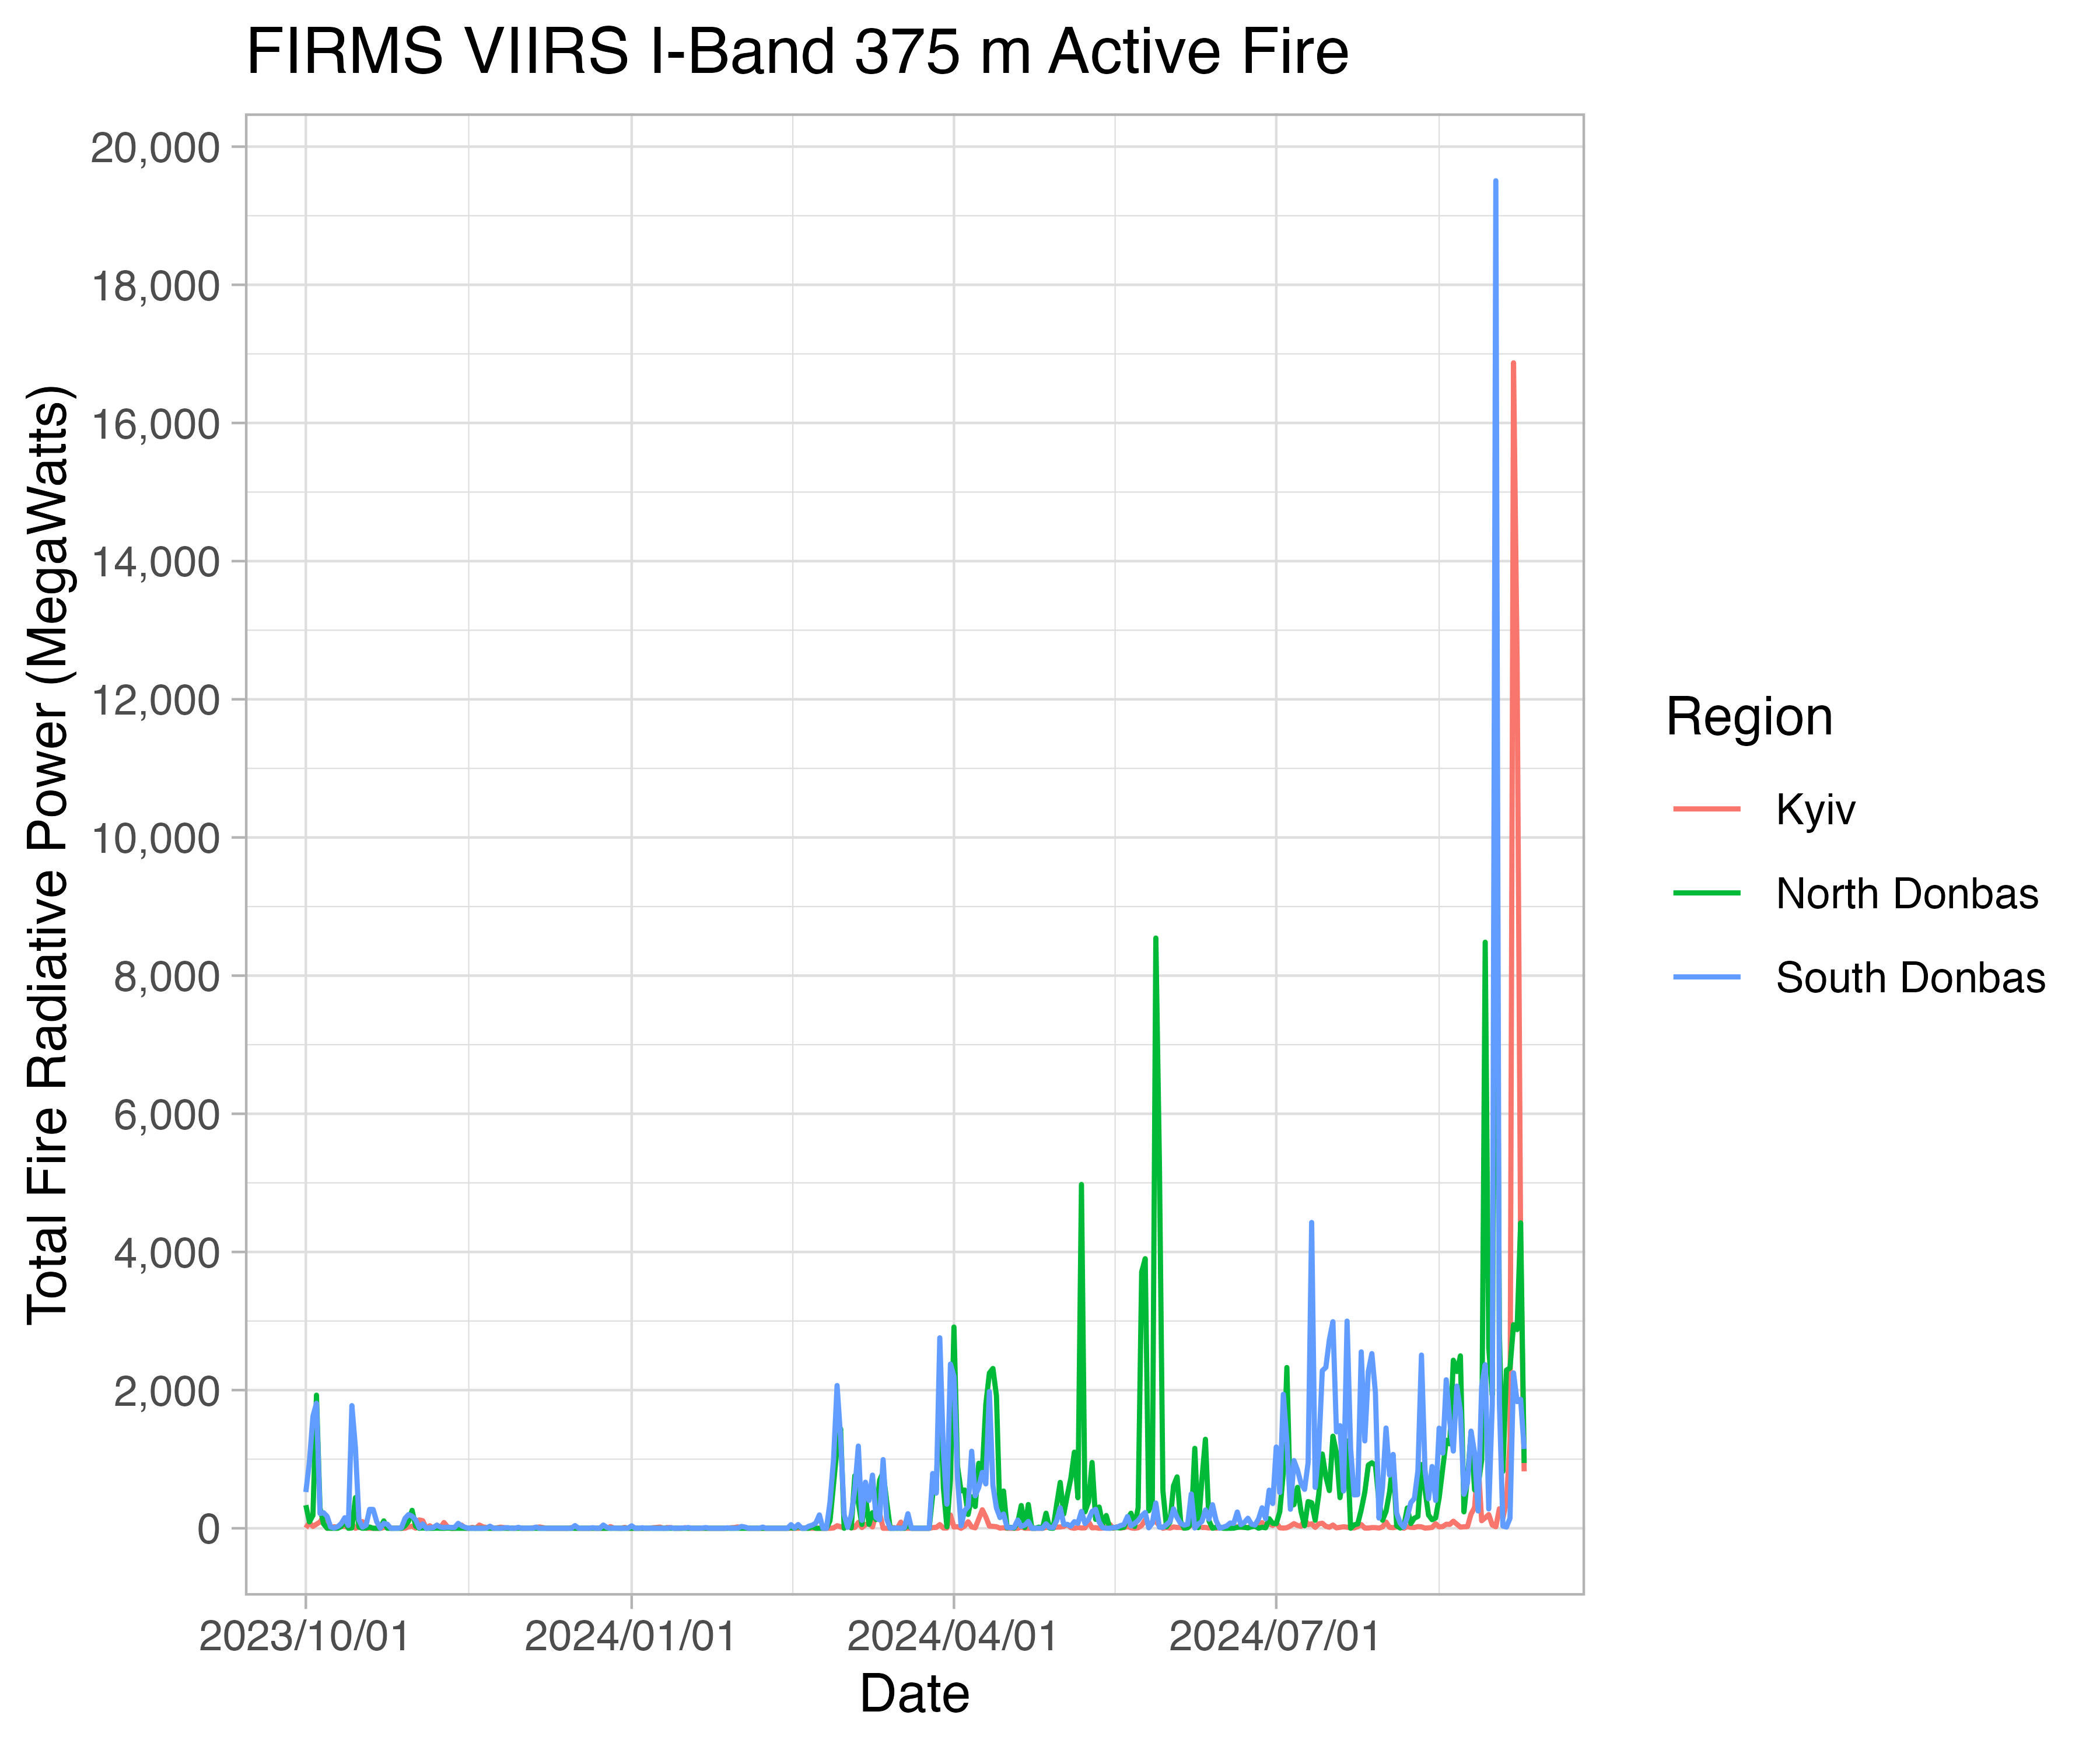 FIRMS VIIRS I-Band 375 m Active Fire
Total Fire Radiative Power (MegaWatts)
20,000
18,000
16,000
14,000
12,000
10,000
8,000
6,000
4,000
2,000
0
2023/10/01
2024/01/01
2024/04/01
2024/07/01
Date
Region
Kyiv
North Donbas
South Donbas